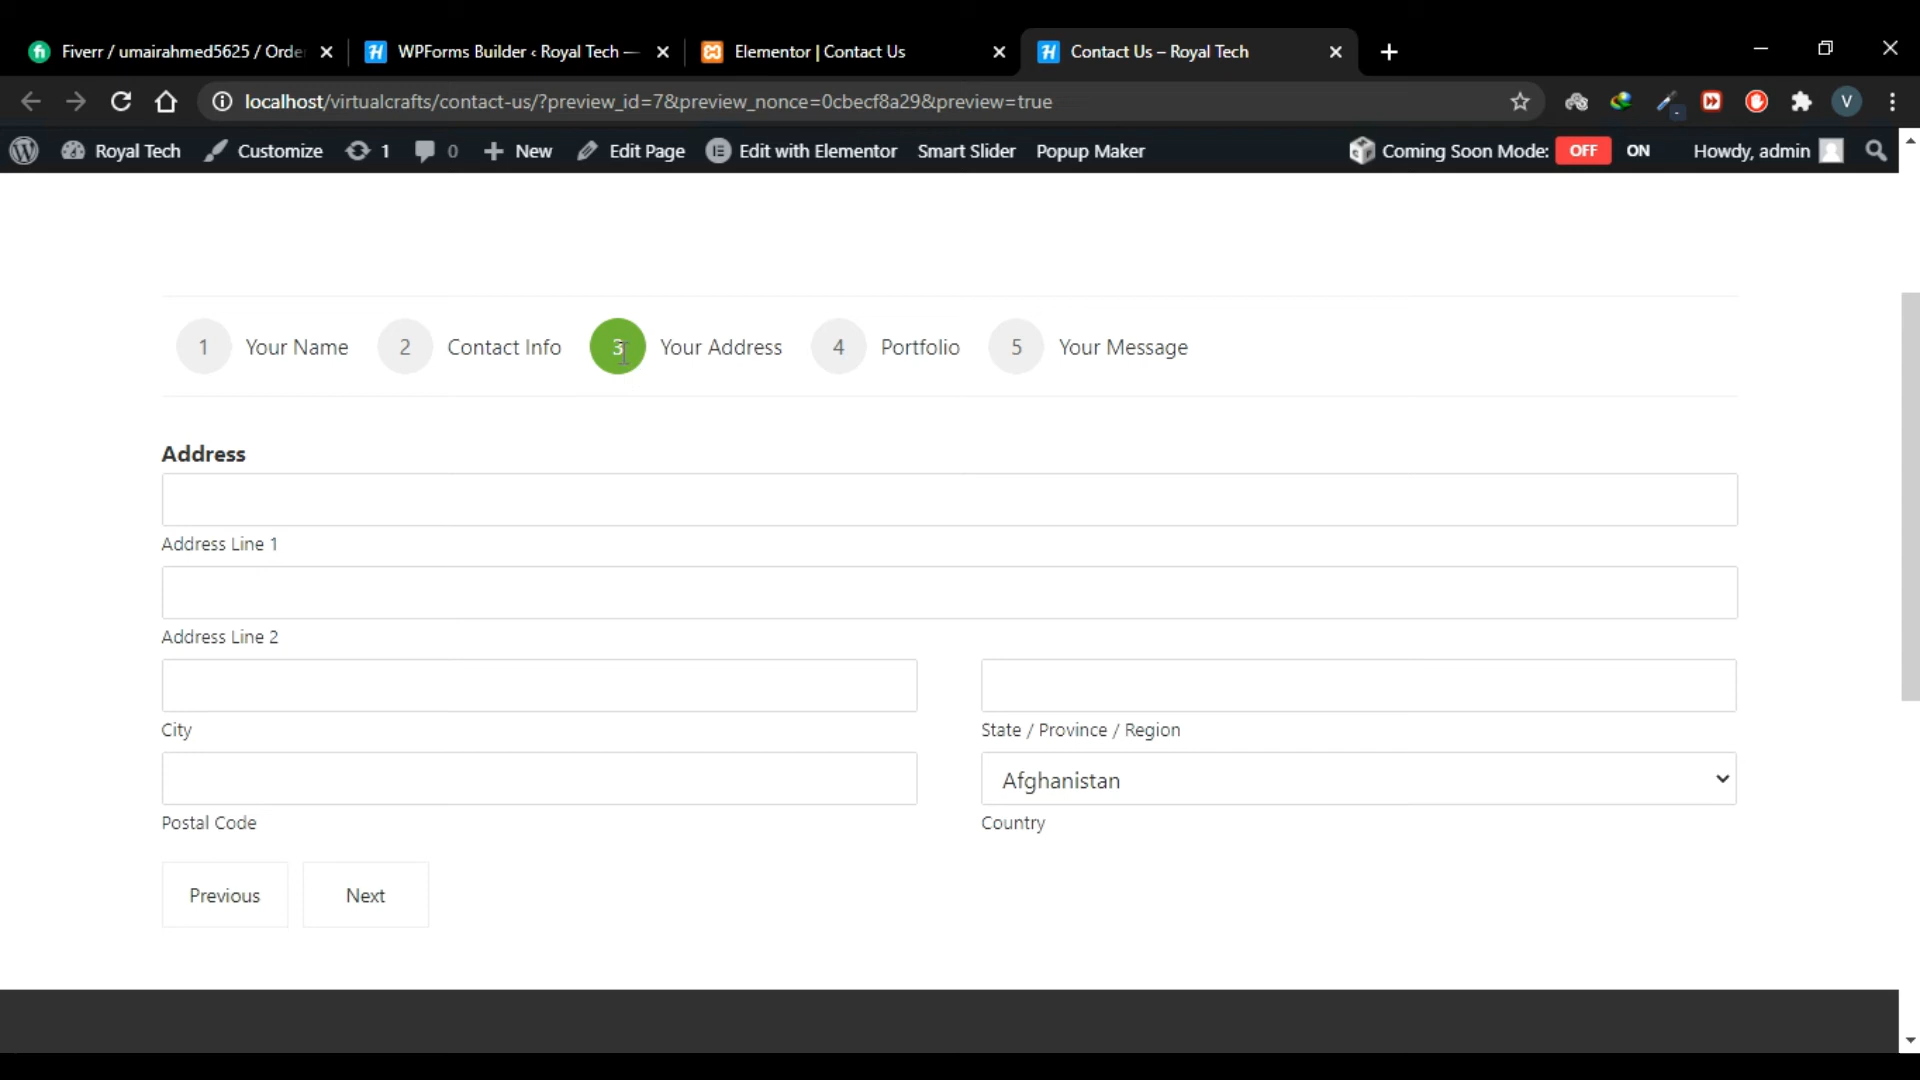 Fiverr / umairahmed5625 / Orde
WPForms Builder ‹ Royal Tech —
Elementor | Contact Us
Contact Us – Royal Tech
localhost/virtualcrafts/contact-us/?preview_id=7&preview_nonce=0cbecf8a29&preview=true
V
Royal Tech
Customize
1
0
New
Edit Page
Edit with Elementor
Smart Slider
Popup Maker
Coming Soon Mode:
OFF
ON
Howdy, admin
1 Your Name
2 Contact Info
3 Your Address
4 Portfolio
5 Your Message
Address
Address Line 1
Address Line 2
City
State / Province / Region
Afghanistan
Postal Code
Country
Previous
Next